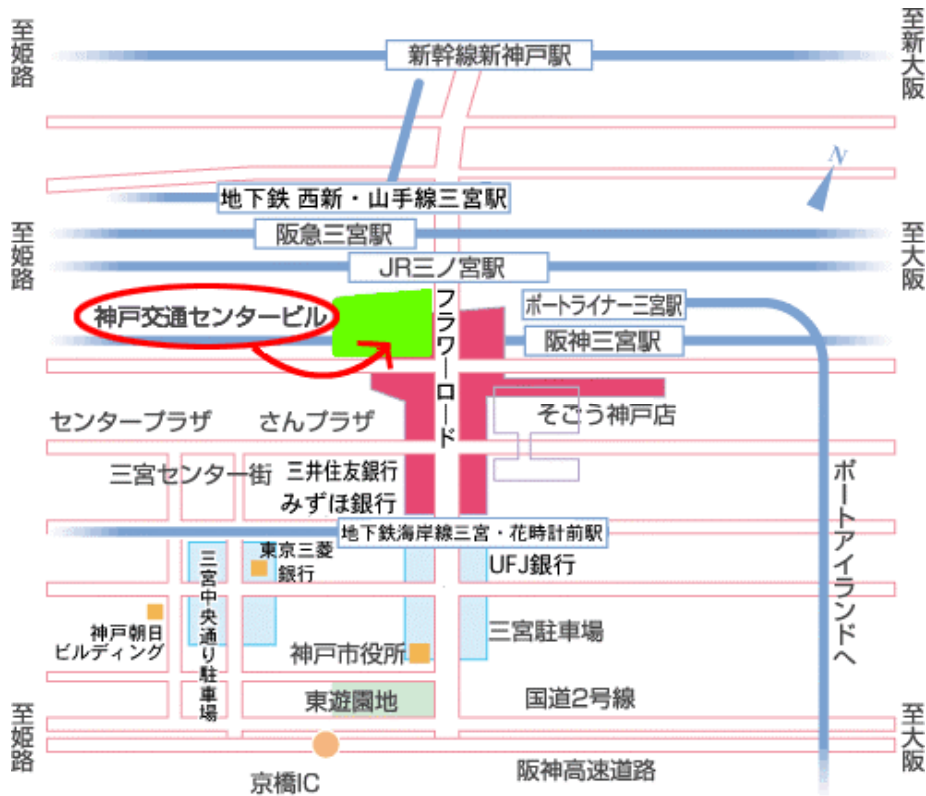 至姫路
新幹線新神戸駅
至新大阪
N
地下鉄 西新・山手線三宮駅
至姫路
阪急三宮駅
至大阪
JR三ノ宮駅
神戸交通センタービル
フラワーロード
ポートライナー三宮駅
阪神三宮駅
センタープラザ
さんプラザ
そごう神戸店
三宮センター街
三井住友銀行
みずほ銀行
ポートアイランドへ
地下鉄海岸線三宮・花時計前駅
三宮中央通り駐車場
東京三菱
銀行
UFJ銀行
神戸朝日
ビルディング
神戸市役所
三宮駐車場
東遊園地
国道2号線
至姫路
至大阪
京橋IC
阪神高速道路